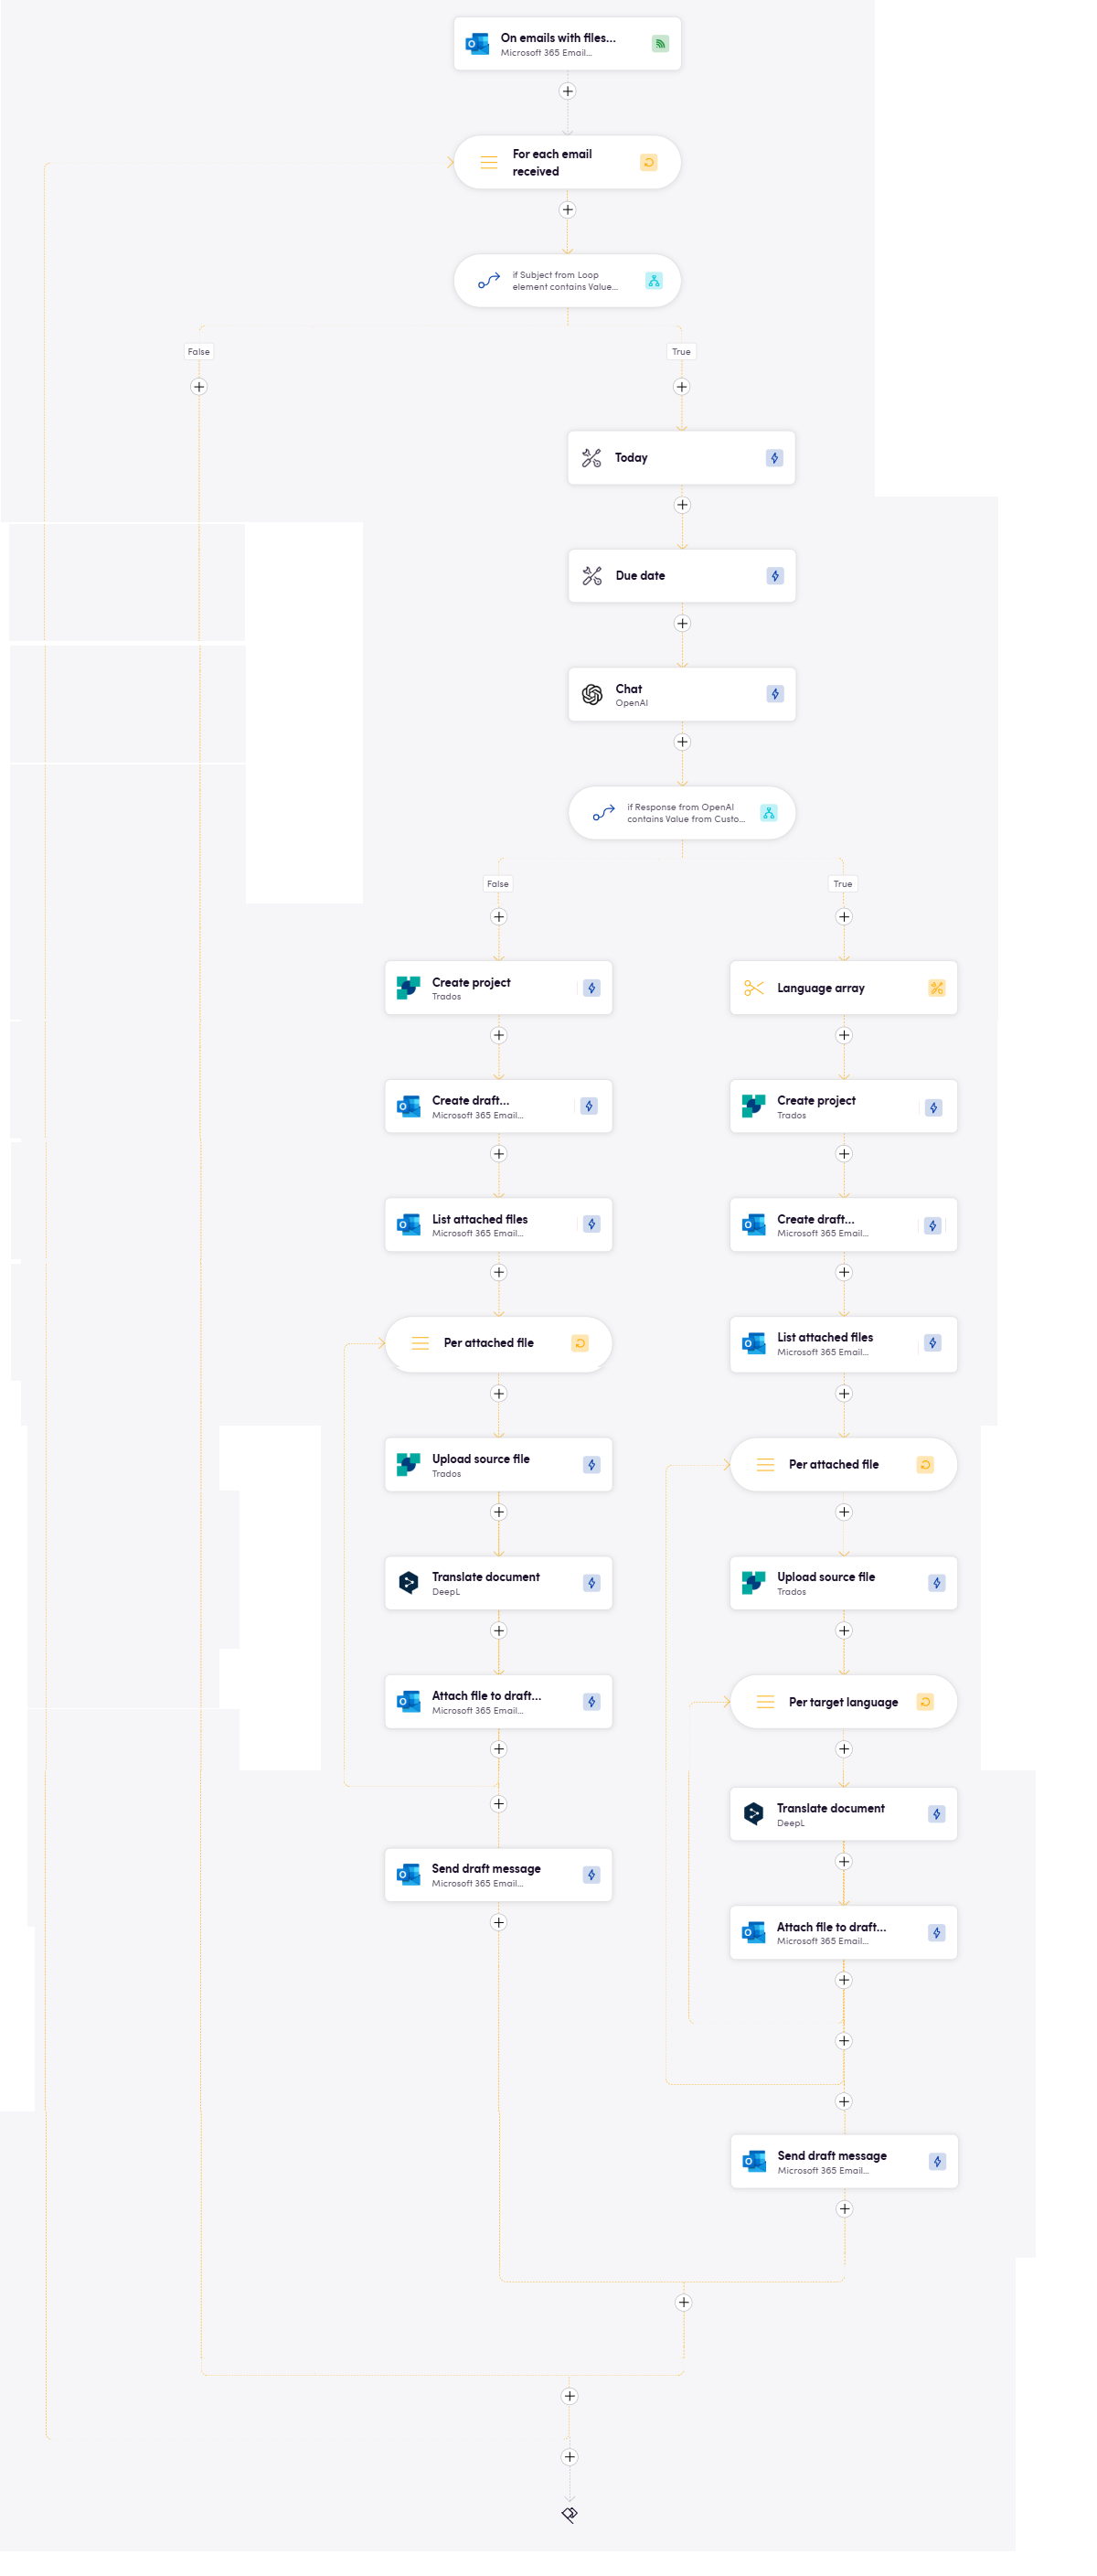 On emails with files...
Microsoft 365 Email...
For each email
received
if Subject from Loop
element contains Value...
False
True
Today
Due date
Chat
OpenAI
if Response from OpenAI
contains Value from Custo...
False
True
Create project
Trados
Language array
Create draft...
Microsoft 365 Email...
Create project
Trados
List attached files
Microsoft 365 Email...
Create draft...
Microsoft 365 Email...
Per attached file
List attached files
Microsoft 365 Email...
Upload source file
Trados
Per attached file
Translate document
DeepL
Upload source file
Trados
Attach file to draft...
Microsoft 365 Email...
Per target language
Translate document
DeepL
Send draft message
Microsoft 365 Email...
Attach file to draft...
Microsoft 365 Email...
Send draft message
Microsoft 365 Email...